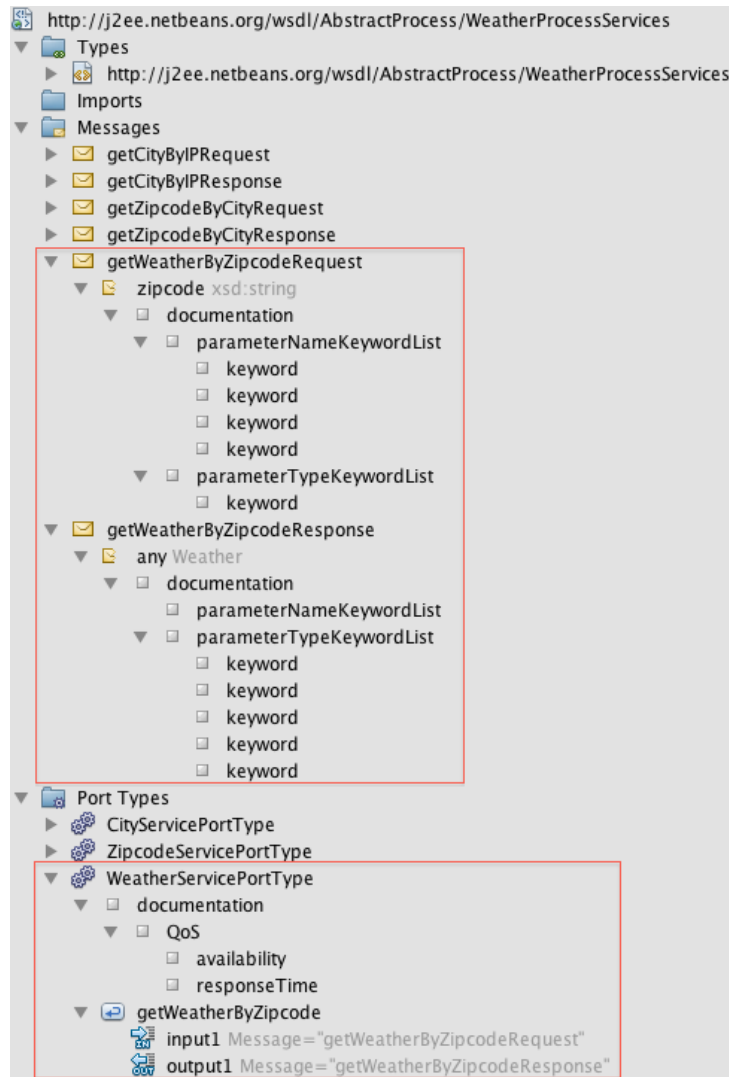 http://j2ee.netbeans.org/wsdl/AbstractProcess/WeatherProcessServices
Types
http://j2ee.netbeans.org/wsdl/AbstractProcess/WeatherProcessServices
Imports
Messages
getCityByIPRequest
getCityByIPResponse
getZipcodeByCityRequest
getZipcodeByCityResponse
getWeatherByZipcodeRequest
zipcode xsd:string
documentation
parameterNameKeywordList
keyword
keyword
keyword
keyword
parameterTypeKeywordList
keyword
getWeatherByZipcodeResponse
any Weather
documentation
parameterNameKeywordList
parameterTypeKeywordList
keyword
keyword
keyword
keyword
keyword
Port Types
CityServicePortType
ZipcodeServicePortType
WeatherServicePortType
documentation
QoS
availability
responseTime
getWeatherByZipcode
IN input1 Message="getWeatherByZipcodeRequest"
OUT output1 Message="getWeatherByZipcodeResponse"